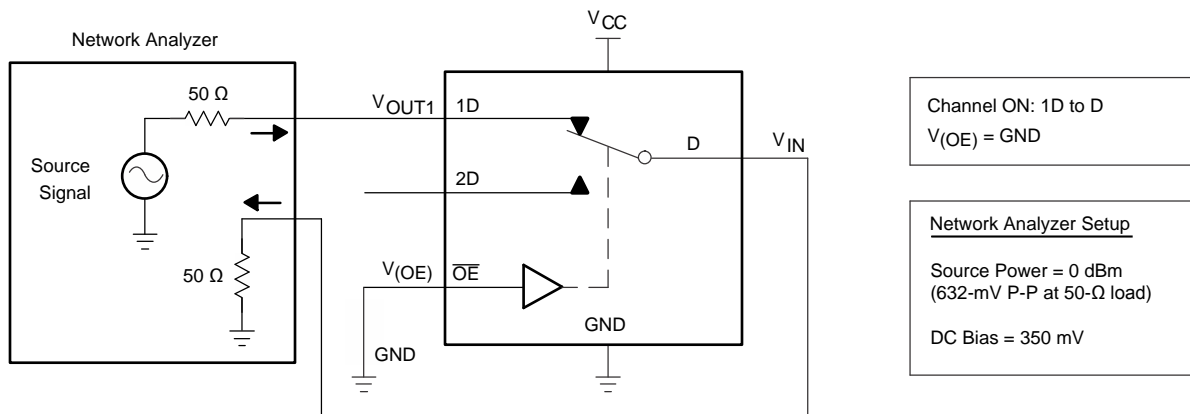 VCC
Network Analyzer
50 Ω
VOUT1 1D
Source
Signal
D
VIN
2D
50 Ω
V(OE) OE
GND
GND
Channel ON: 1D to D
V(OE) = GND
Network Analyzer Setup
Source Power = 0 dBm
(632-mV P-P at 50-Ω load)
DC Bias = 350 mV